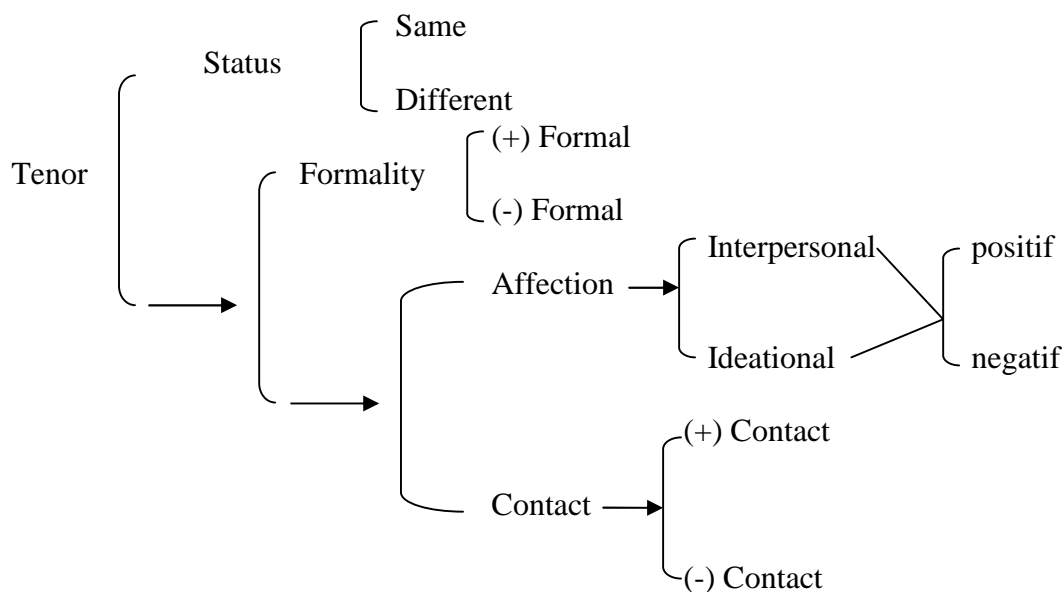 Same
Status
Different
(+) Formal
Tenor
Formality
(-) Formal
Interpersonal
positif
Affection
Ideational
negatif
(+) Contact
Contact
(-) Contact